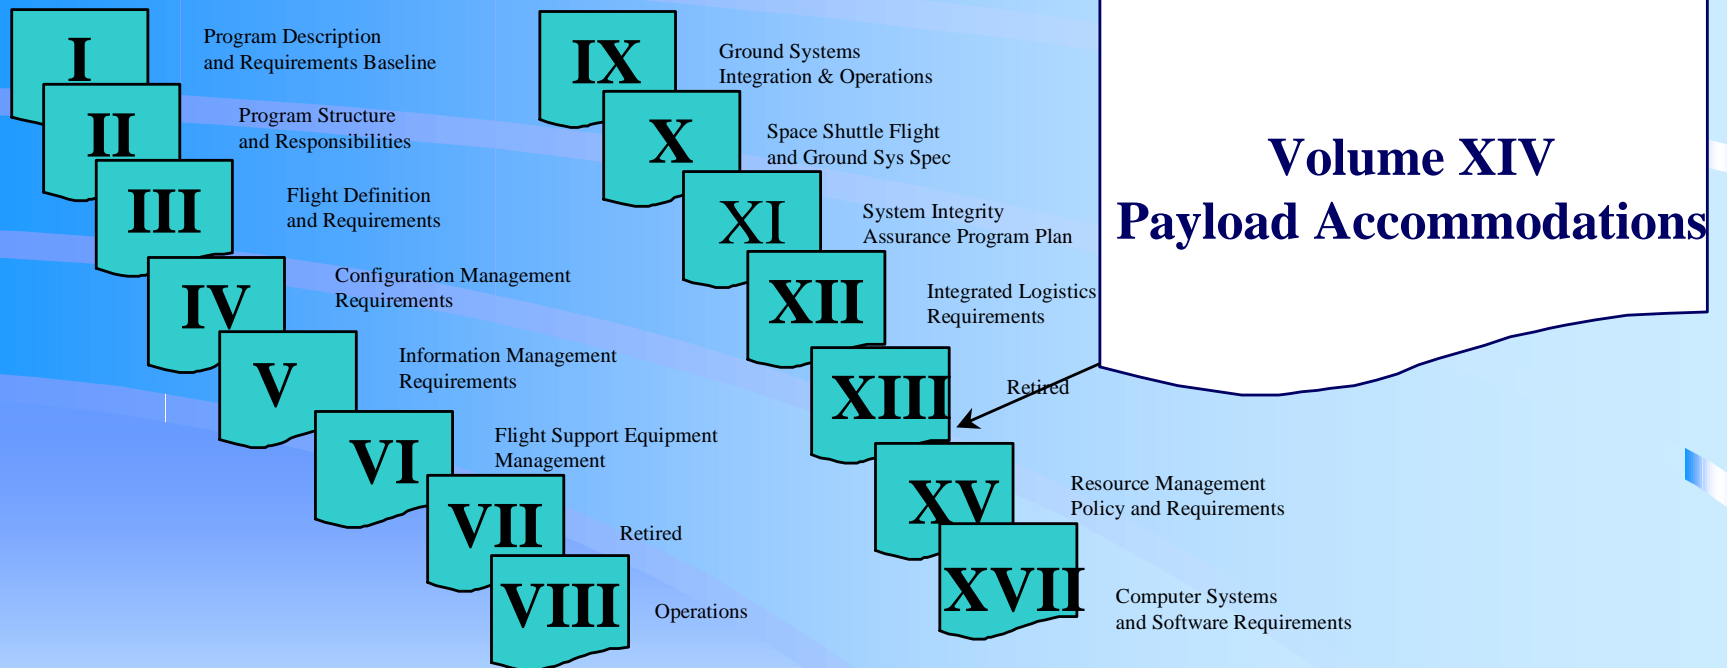 I
Program Description
and Requirements Baseline
II
Program Structure
and Responsibilities
III
Flight Definition
and Requirements
IV
Configuration Management
Requirements
V
Information Management
Requirements
VI
Flight Support Equipment
Management
VII
Retired
VIII
Operations
IX
Ground Systems
Integration & Operations
X
Space Shuttle Flight
and Ground Sys Spec
XI
System Integrity
Assurance Program Plan
XII
Integrated Logistics
Requirements
XIII
Retired
XV
Resource Management
Policy and Requirements
XVII
Computer Systems
and Software Requirements
Volume XIV
Payload Accommodations